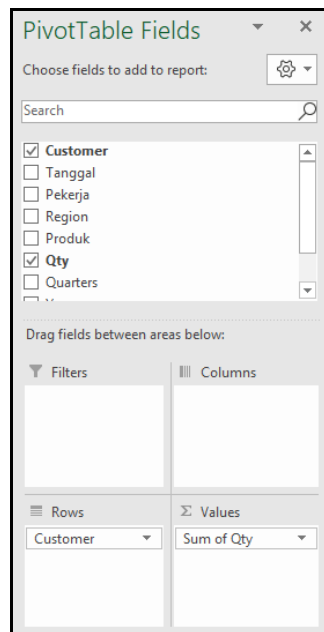 PivotTable Fields
Choose fields to add to report:
Search
Customer
Tanggal
Pekerja
Region
Produk
Qty
Quarters
Drag fields between areas below:
Filters
Columns
Rows
Σ Values
Customer
Sum of Qty